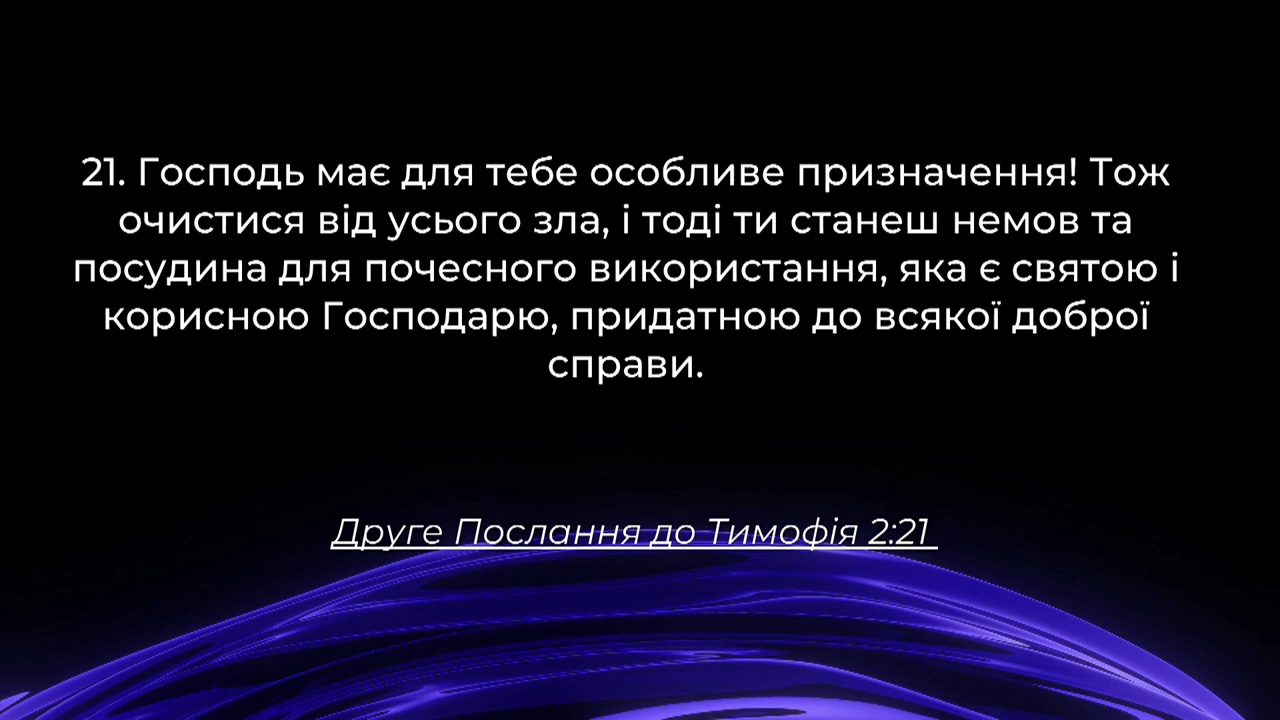 21. Господь має для тебе особливе призначення! Тож
очистися від усього зла, і тоді ти станеш немов та
посудина для почесного використання, яка є святою і
корисною Господарю, придатною до всякої доброї
справи.
Друге Послання до Тимофія 2:21